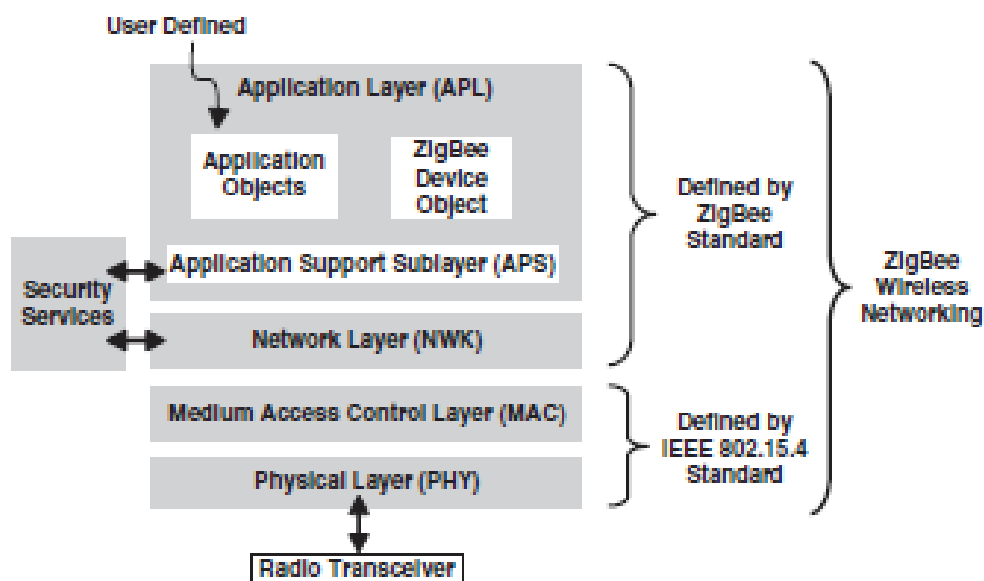 User Defined
Application Layer (APL)
Application
Objects
ZigBee
Device
Object
Application Support Sublayer (APS)
Security
Services
Network Layer (NWK)
Medium Access Control Layer (MAC)
Physical Layer (PHY)
Radio Transceiver
Defined by
ZigBee
Standard
Defined by
IEEE 802.15.4
Standard
ZigBee
Wireless
Networking